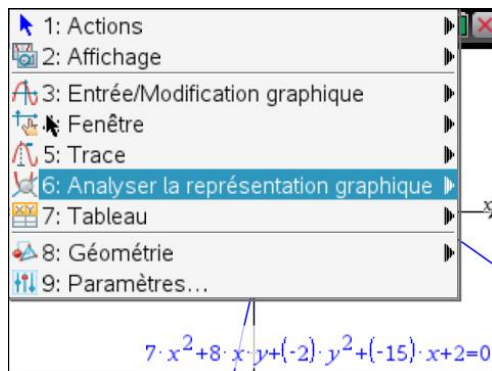 1: Actions
2: Affichage
3: Entrée/Modification graphique
Fenêtre
5: Trace
6: Analyser la représentation graphique
7: Tableau
x
8: Géométrie
9: Paramètres...
7· x²+8· x· y+(-2)· y²+(-15)· x+2=0